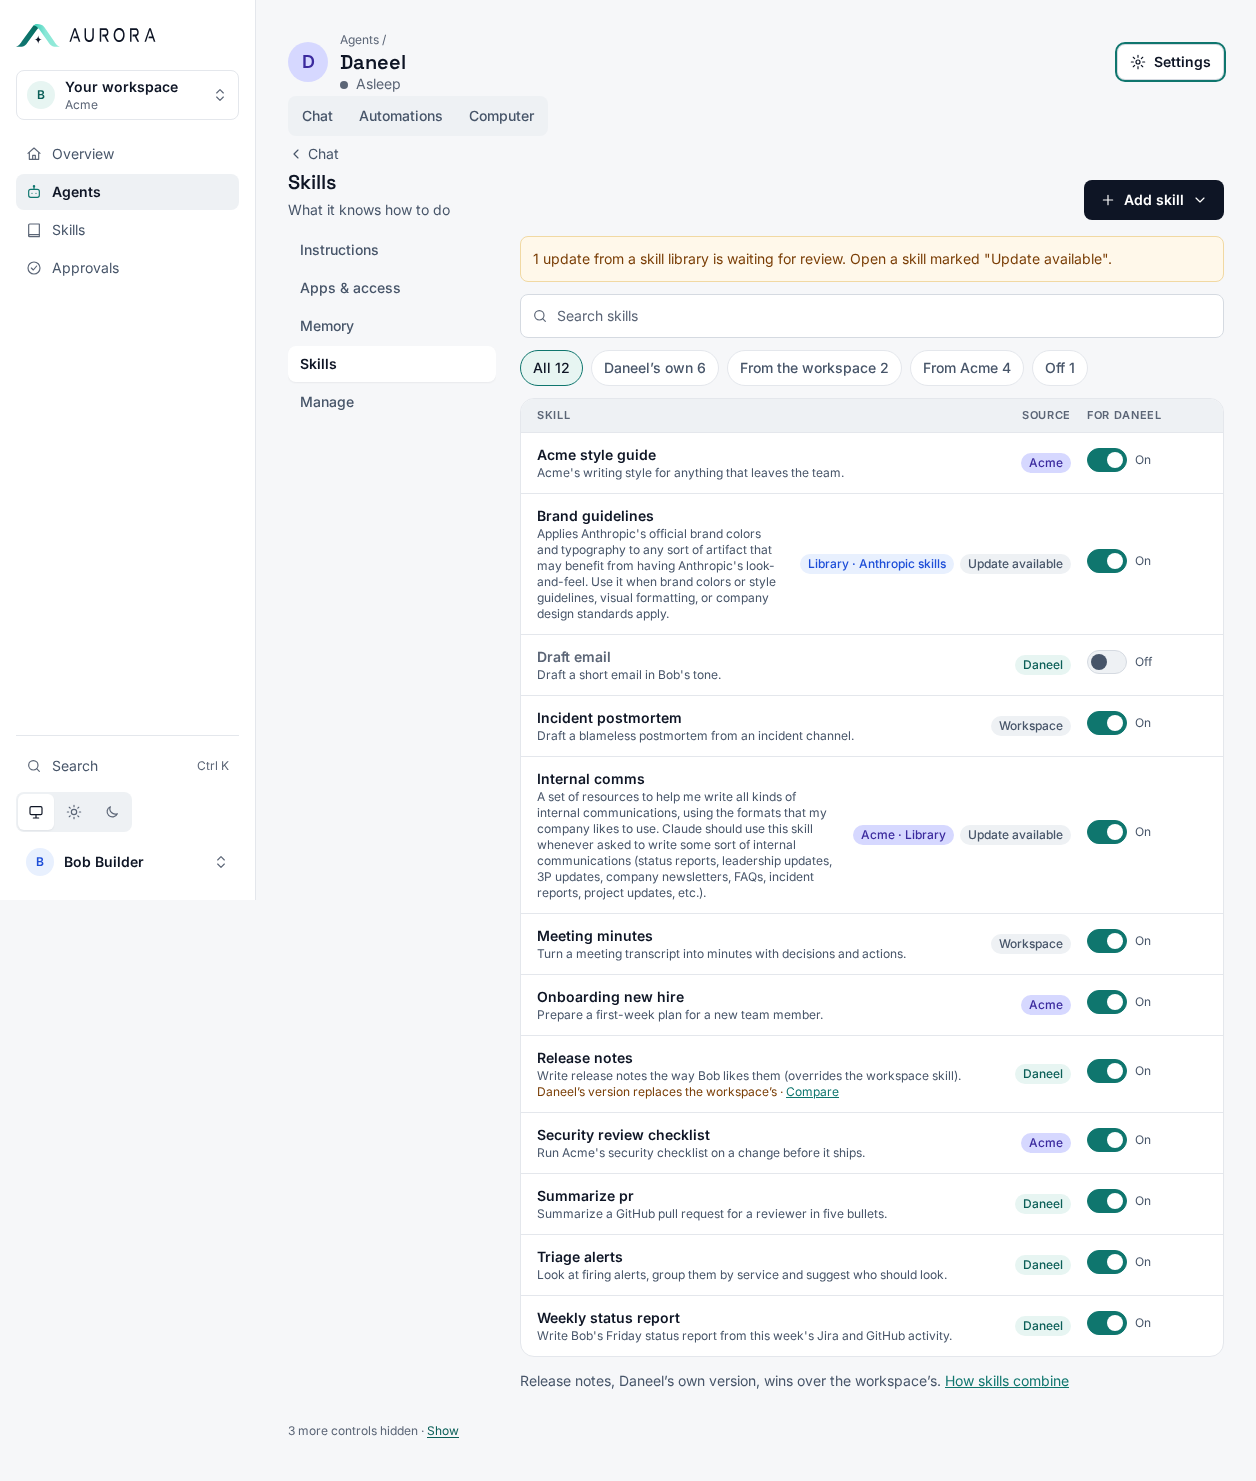 AURORA
B
Your workspace
Acme
Overview
Agents
Skills
Approvals
Search
Ctrl K
B
Bob Builder
D
Agents /
Daneel
Asleep
Settings
Chat
Automations
Computer
Chat
Skills
What it knows how to do
Add skill
Instructions
Apps & access
Memory
Skills
Manage
1 update from a skill library is waiting for review. Open a skill marked "Update available".
Search skills
All 12
Daneel’s own 6
From the workspace 2
From Acme 4
Off 1
SKILL
SOURCE
FOR DANEEL
Acme style guide
Acme's writing style for anything that leaves the team.
Acme
On
Brand guidelines
Applies Anthropic's official brand colors
and typography to any sort of artifact that
may benefit from having Anthropic's look-
and-feel. Use it when brand colors or style
guidelines, visual formatting, or company
design standards apply.
Library · Anthropic skills
Update available
On
Draft email
Draft a short email in Bob's tone.
Daneel
Off
Incident postmortem
Draft a blameless postmortem from an incident channel.
Workspace
On
Internal comms
A set of resources to help me write all kinds of
internal communications, using the formats that my
company likes to use. Claude should use this skill
whenever asked to write some sort of internal
communications (status reports, leadership updates,
3P updates, company newsletters, FAQs, incident
reports, project updates, etc.).
Acme · Library
Update available
On
Meeting minutes
Turn a meeting transcript into minutes with decisions and actions.
Workspace
On
Onboarding new hire
Prepare a first-week plan for a new team member.
Acme
On
Release notes
Write release notes the way Bob likes them (overrides the workspace skill).
Daneel’s version replaces the workspace’s · Compare
Daneel
On
Security review checklist
Run Acme's security checklist on a change before it ships.
Acme
On
Summarize pr
Summarize a GitHub pull request for a reviewer in five bullets.
Daneel
On
Triage alerts
Look at firing alerts, group them by service and suggest who should look.
Daneel
On
Weekly status report
Write Bob's Friday status report from this week's Jira and GitHub activity.
Daneel
On
Release notes, Daneel’s own version, wins over the workspace’s. How skills combine
3 more controls hidden · Show